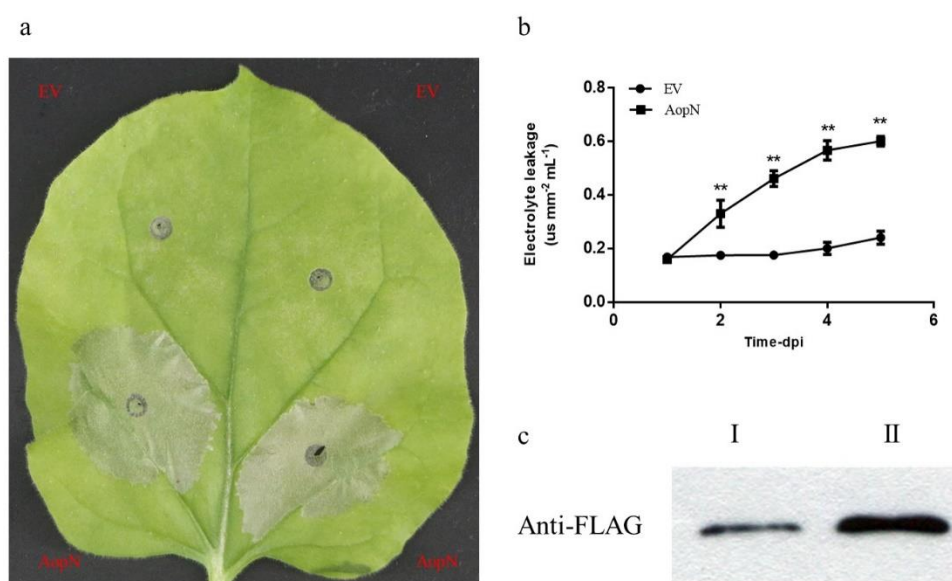 a
EV
EV
AopN
AopN
b
EV
AopN
0.8
0.6
0.4
0.2
0.0
Electrolyte leakage
(us mm⁻² mL⁻¹)
**
**
**
**
0
2
4
6
Time-dpi
c
I
II
Anti-FLAG